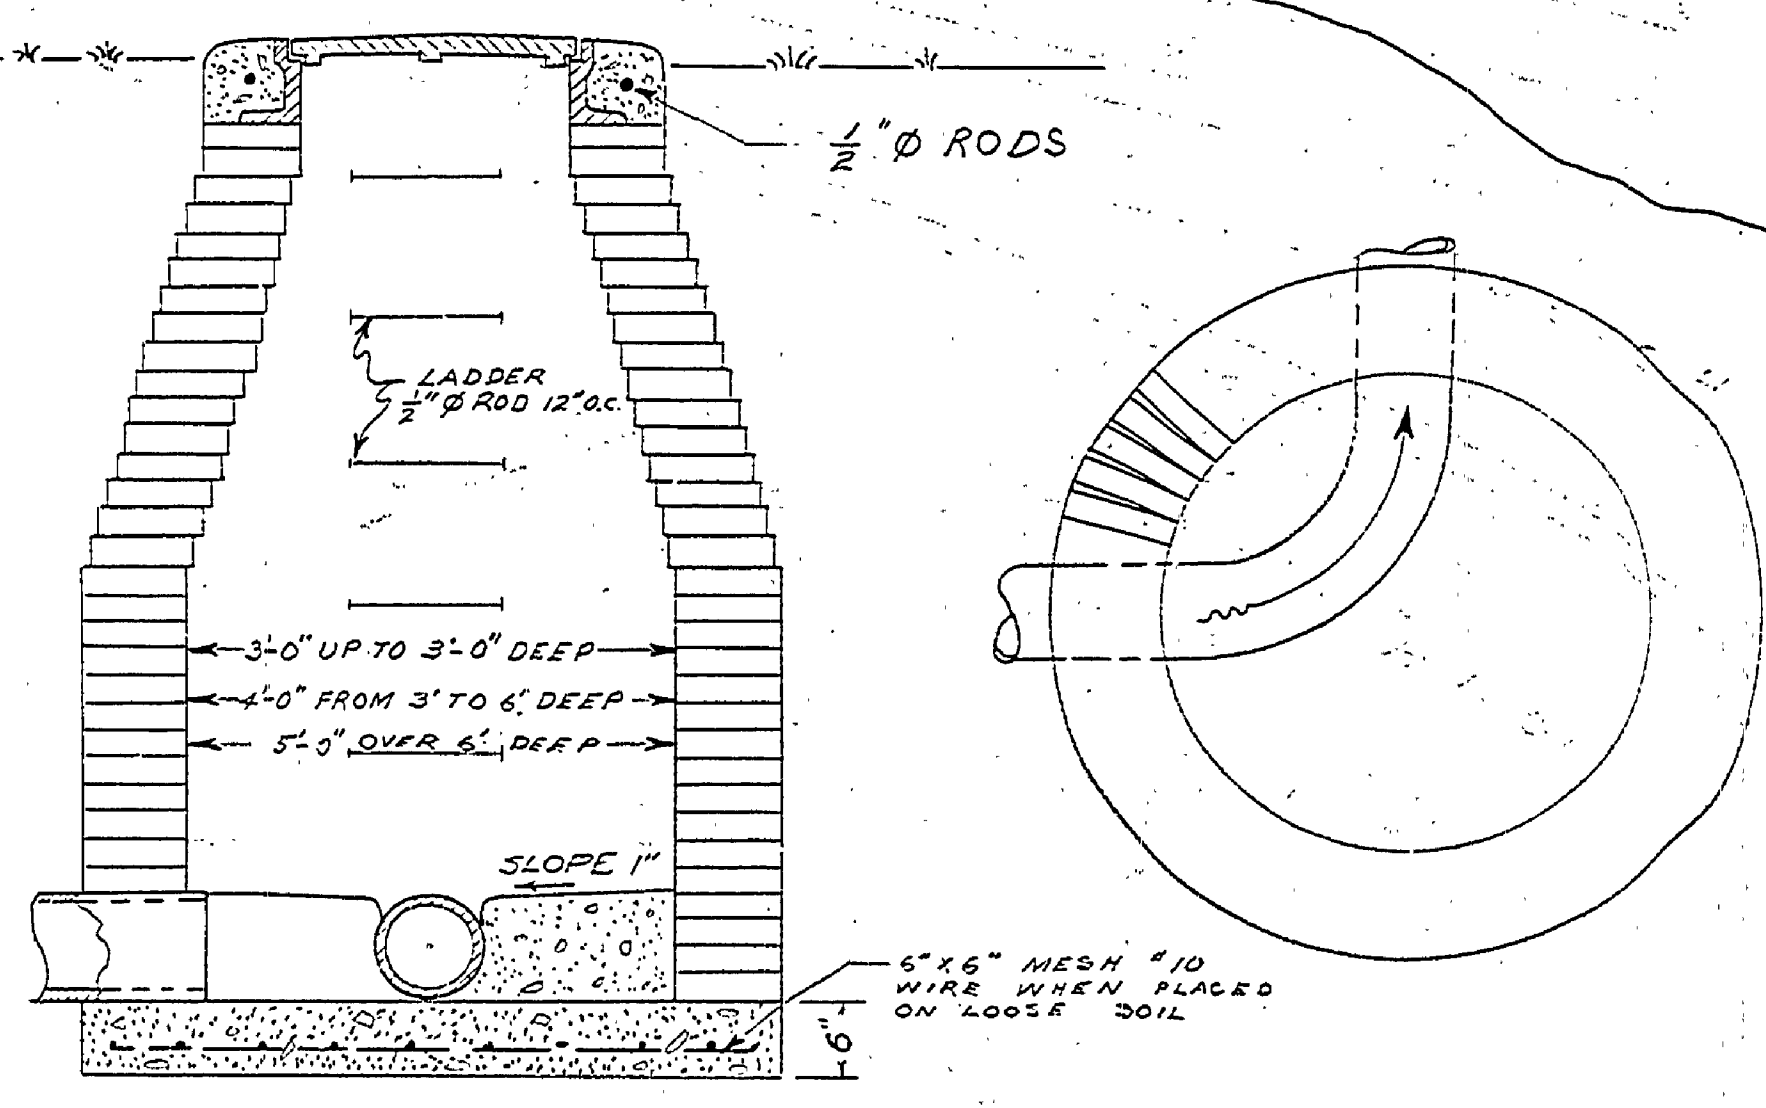 1/2" Ø RODS
LADDER
1/2" Ø ROD 12" O.C.
3'-0" UP TO 3'-0" DEEP
4'-0" FROM 3' TO 6' DEEP
5'-0" OVER 6' DEEP
SLOPE 1"
6" X 6" MESH #10
WIRE WHEN PLACED
ON LOOSE SOIL
6"